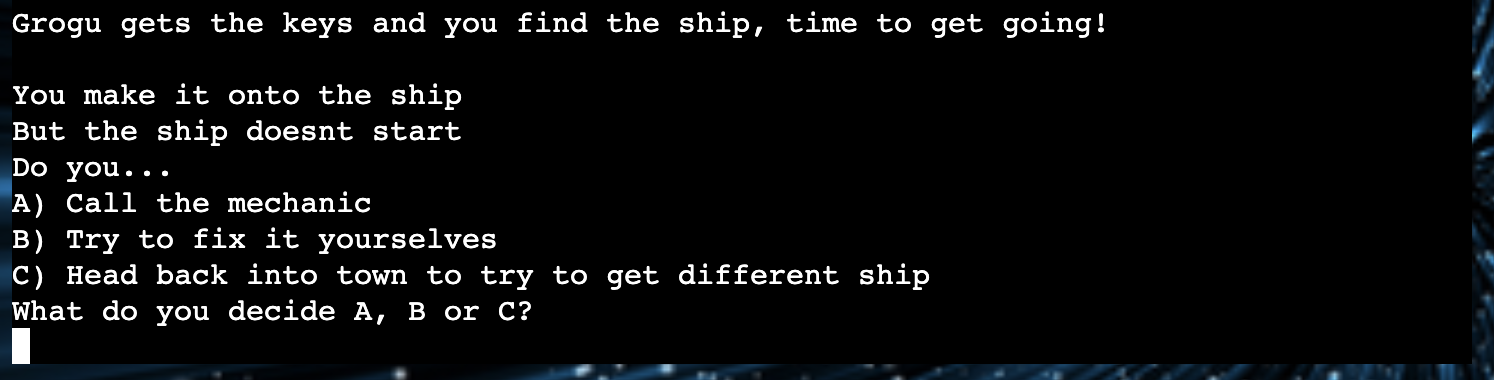 Grogu gets the keys and you find the ship, time to get going!
You make it onto the ship
But the ship doesnt start
Do you...
A) Call the mechanic
B) Try to fix it yourselves
C) Head back into town to try to get different ship
What do you decide A, B or C?